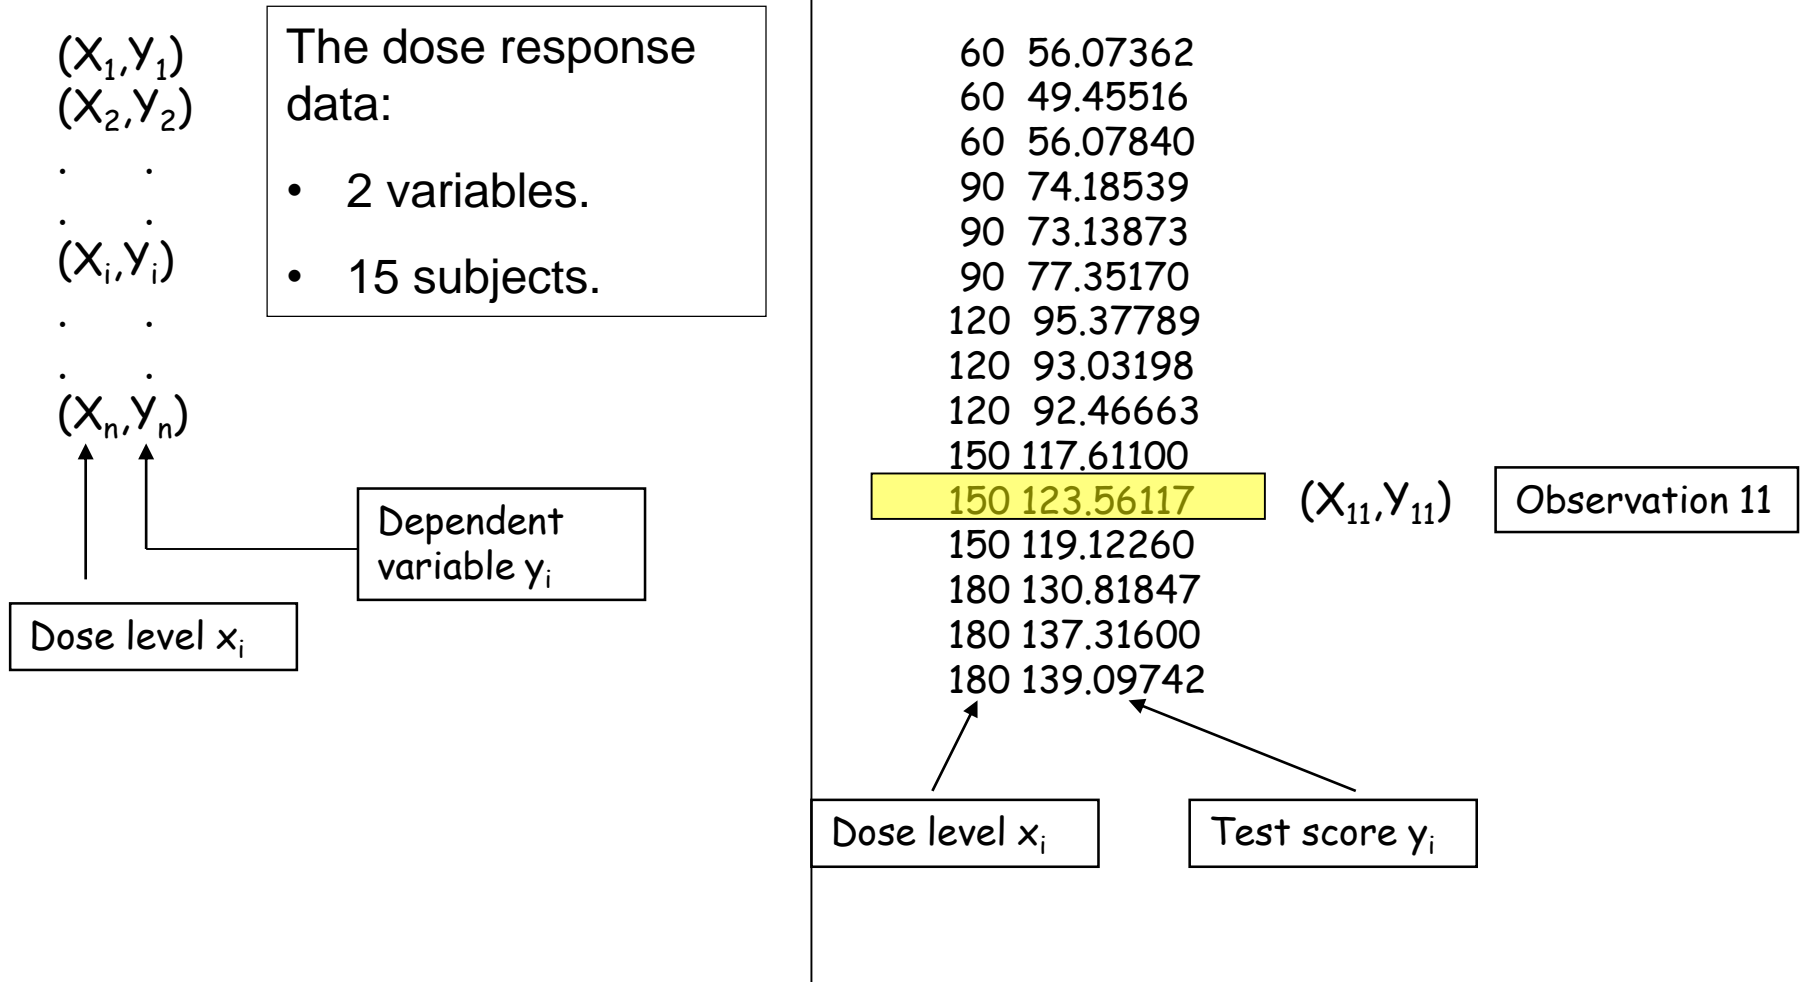 (X₁,Y₁)
(X₂,Y₂)
. .
. .
(Xᵢ,Yᵢ)
. .
. .
(Xₙ,Yₙ)
The dose response
data:
• 2 variables.
• 15 subjects.
Dependent
variable yᵢ
Dose level xᵢ
60 56.07362
60 49.45516
60 56.07840
90 74.18539
90 73.13873
90 77.35170
120 95.37789
120 93.03198
120 92.46663
150 117.61100
150 123.56117
(X₁₁,Y₁₁)
Observation 11
150 119.12260
180 130.81847
180 137.31600
180 139.09742
Dose level xᵢ
Test score yᵢ